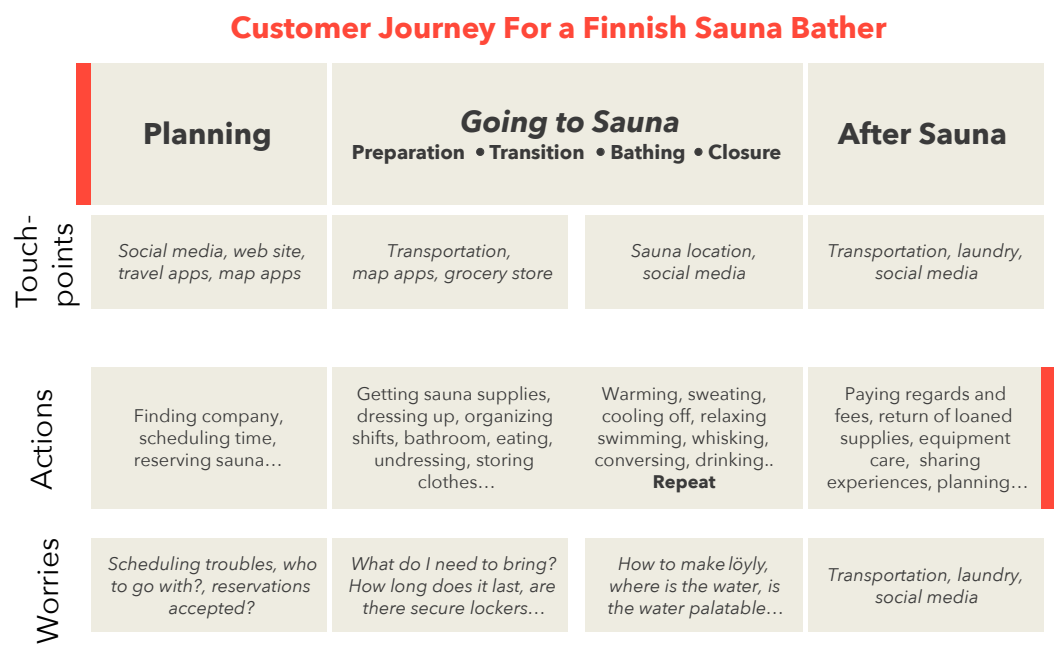 Customer Journey For a Finnish Sauna Bather
Planning
Going to Sauna
Preparation • Transition • Bathing • Closure
After Sauna
Touch-
points
Social media, web site,
travel apps, map apps
Transportation,
map apps, grocery store
Sauna location,
social media
Transportation, laundry,
social media
Actions
Finding company,
scheduling time,
reserving sauna…
Getting sauna supplies,
dressing up, organizing
shifts, bathroom, eating,
undressing, storing
clothes…
Warming, sweating,
cooling off, relaxing
swimming, whisking,
conversing, drinking..
Repeat
Paying regards and
fees, return of loaned
supplies, equipment
care, sharing
experiences, planning…
Worries
Scheduling troubles, who
to go with?, reservations
accepted?
What do I need to bring?
How long does it last, are
there secure lockers…
How to make löyly,
where is the water, is
the water palatable…
Transportation, laundry,
social media